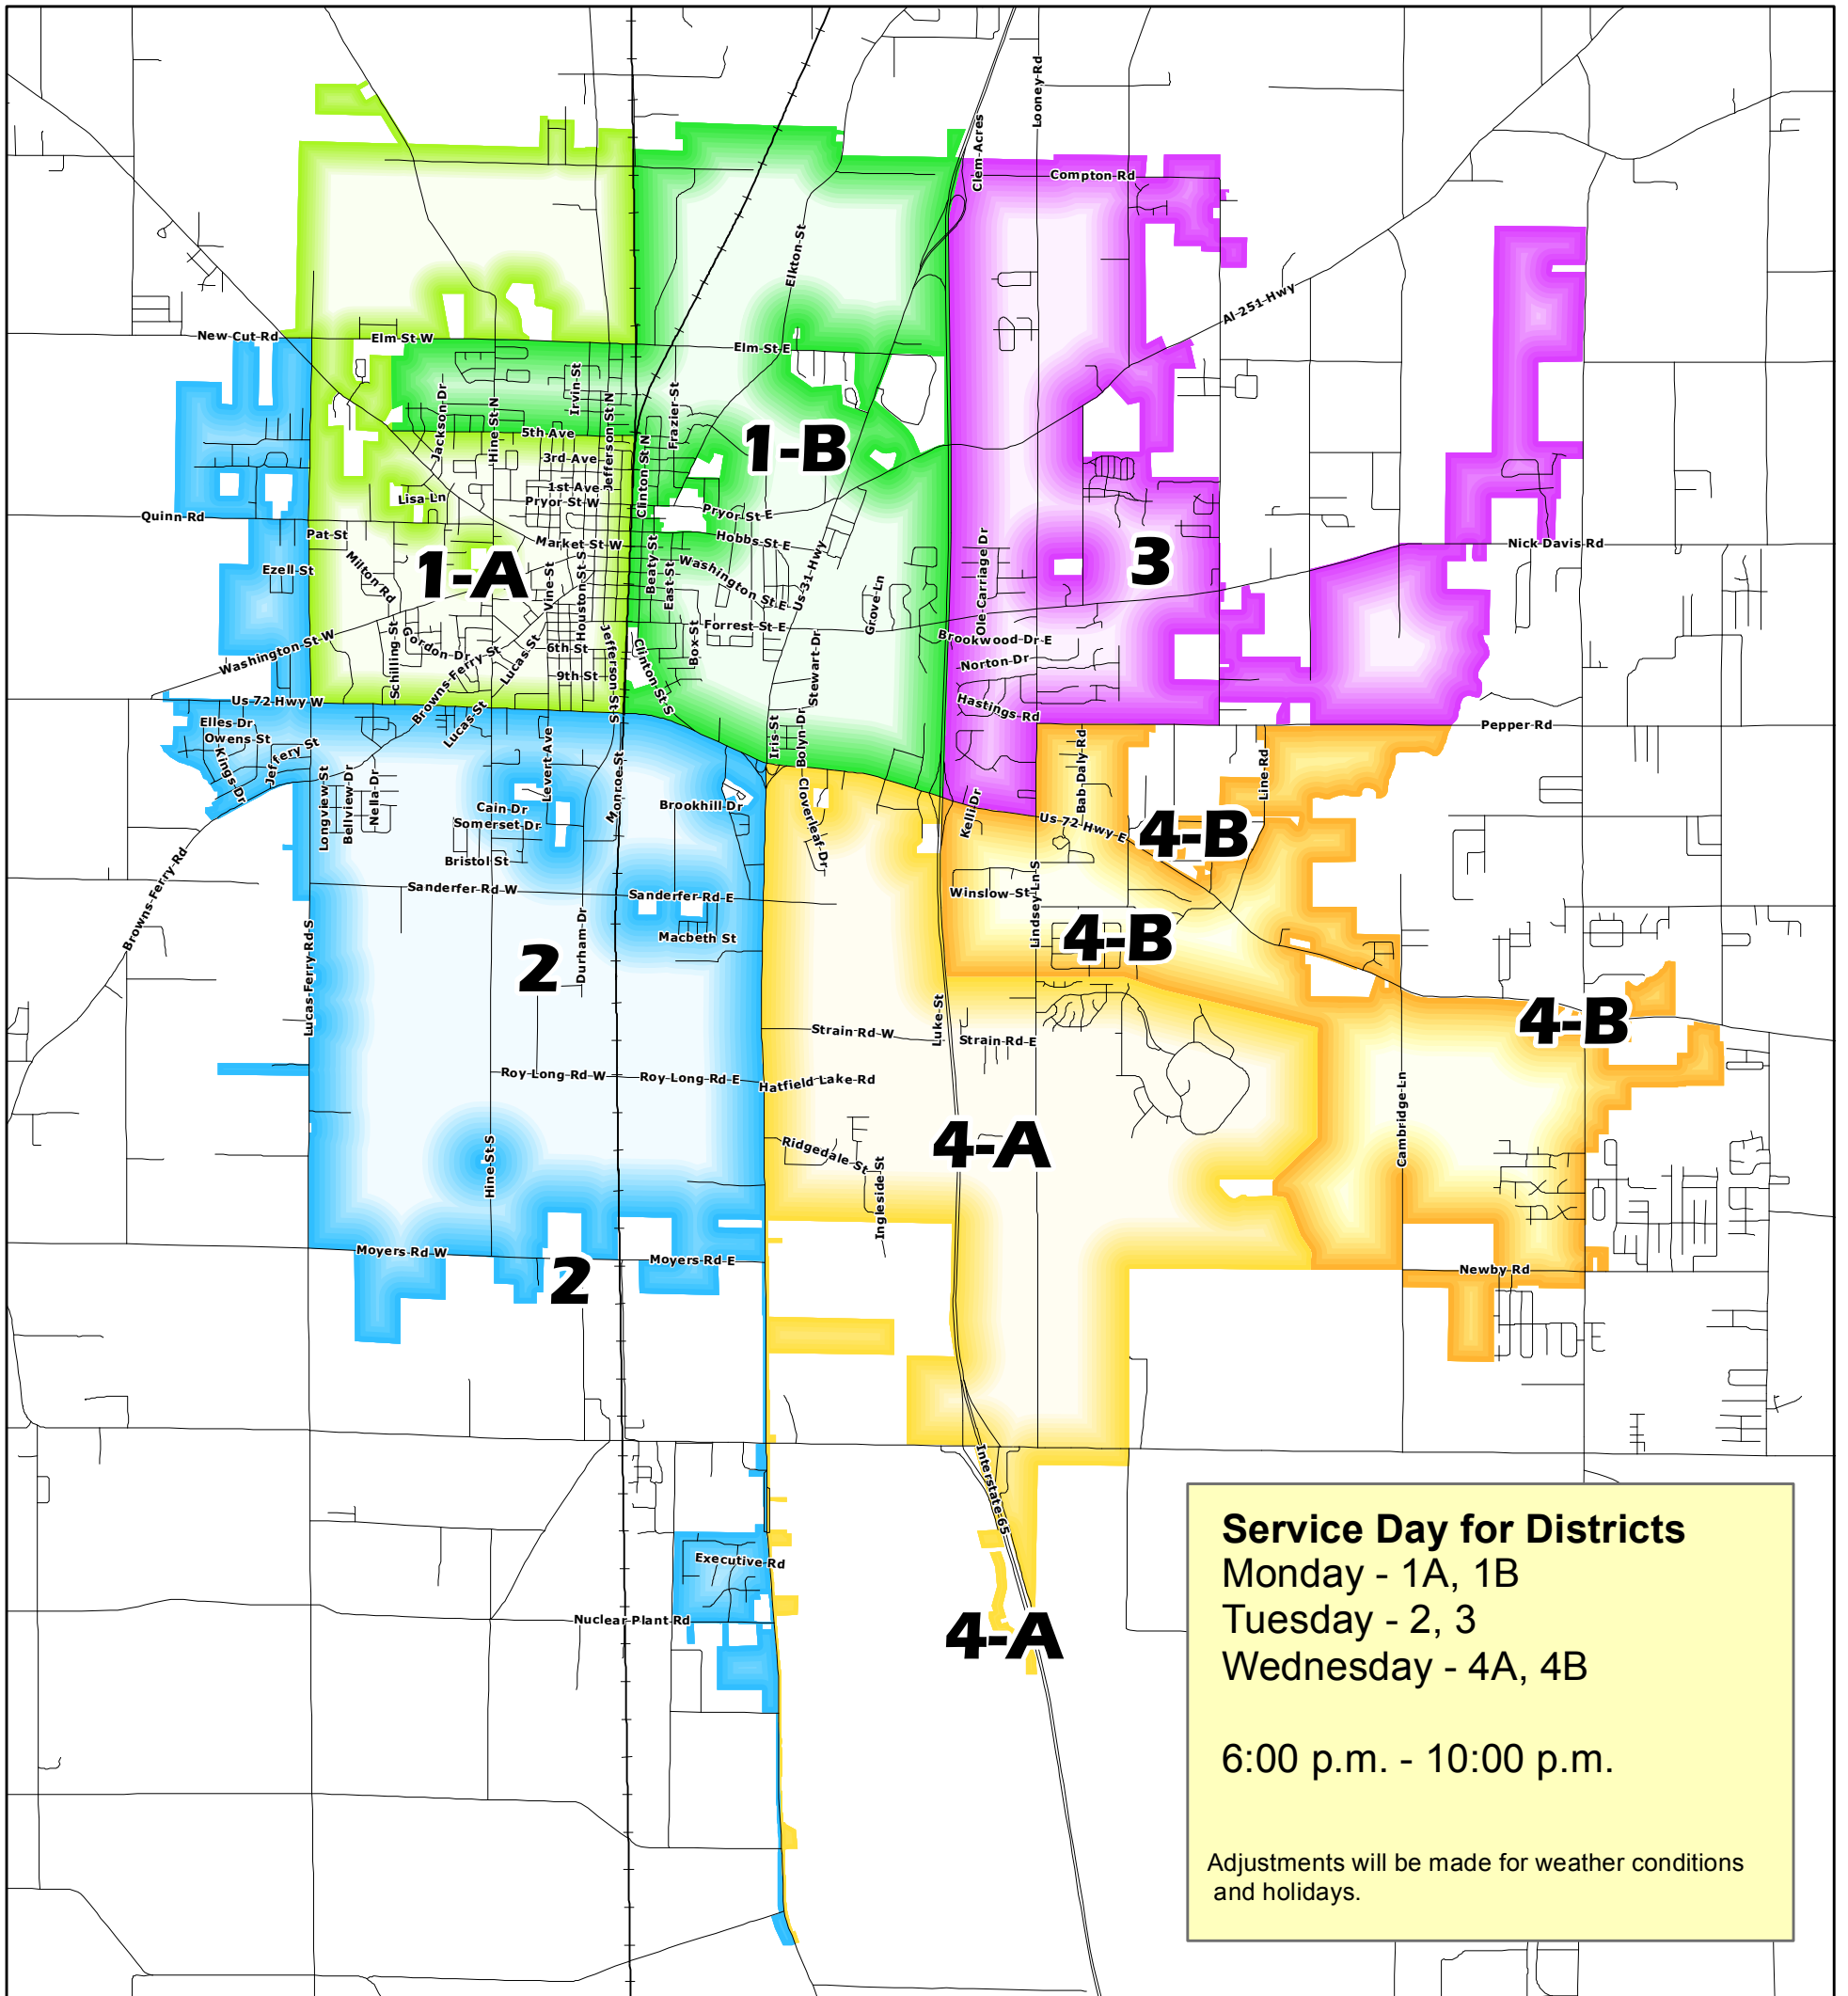 Looney Rd
Clem Acres
Compton Rd
Elkton St
Al 251 Hwy
New Cut Rd
Elm St W
Elm St E
Irvin St
Jackson Dr
Hine St N
Jefferson St N
Frazier St
5th Ave
1-B
3rd Ave
Clinton St N
1st Ave
Lisa Ln
Pryor St W
Quinn Rd
Pryor St E
Pat St
Market St W
Hobbs St E
Nick Davis Rd
Ezell St
Milton Rd
1-A
Vine St
Houston St S
Beaty St
East St
Washington St E
Us 31 Hwy
Grove Ln
Ole Carriage Dr
3
Washington St W
Schilling St
Gordon Dr
Browns Ferry St
Lucas St
6th St
9th St
Jefferson St S
Clinton St S
Box St
Forrest St E
Stewart Dr
Brookwood Dr E
Norton Dr
Hastings Rd
Us 72 Hwy W
Lucas St
Elles Dr
Owens St
Kings Dr
Jeffery St
Iris St
Bolyn Dr
Pepper Rd
Longview St
Bellview Dr
Nella Dr
Levert Ave
Monroe St
Cain Dr
Somerset Dr
Brookhill Dr
Cloverleaf Dr
Kelli Dr
Bab Daly Rd
Line Rd
Us 72 Hwy E
4-B
Browns Ferry Rd
Bristol St
Sanderfer Rd W
Sanderfer Rd E
Winslow St
Lindsey Ln S
4-B
Macbeth St
Durham Dr
2
Lucas Ferry Rd S
Luke St
4-B
Strain Rd W
Strain Rd E
Roy Long Rd W
Roy Long Rd E
Hatfield Lake Rd
Cambridge Ln
4-A
Hine St S
Ridgedale St
Ingleside St
Moyers Rd W
Moyers Rd E
2
Newby Rd
Interstate 65
Executive Rd
Nuclear Plant Rd
4-A
Service Day for Districts
Monday - 1A, 1B
Tuesday - 2, 3
Wednesday - 4A, 4B
6:00 p.m. - 10:00 p.m.
Adjustments will be made for weather conditions
and holidays.